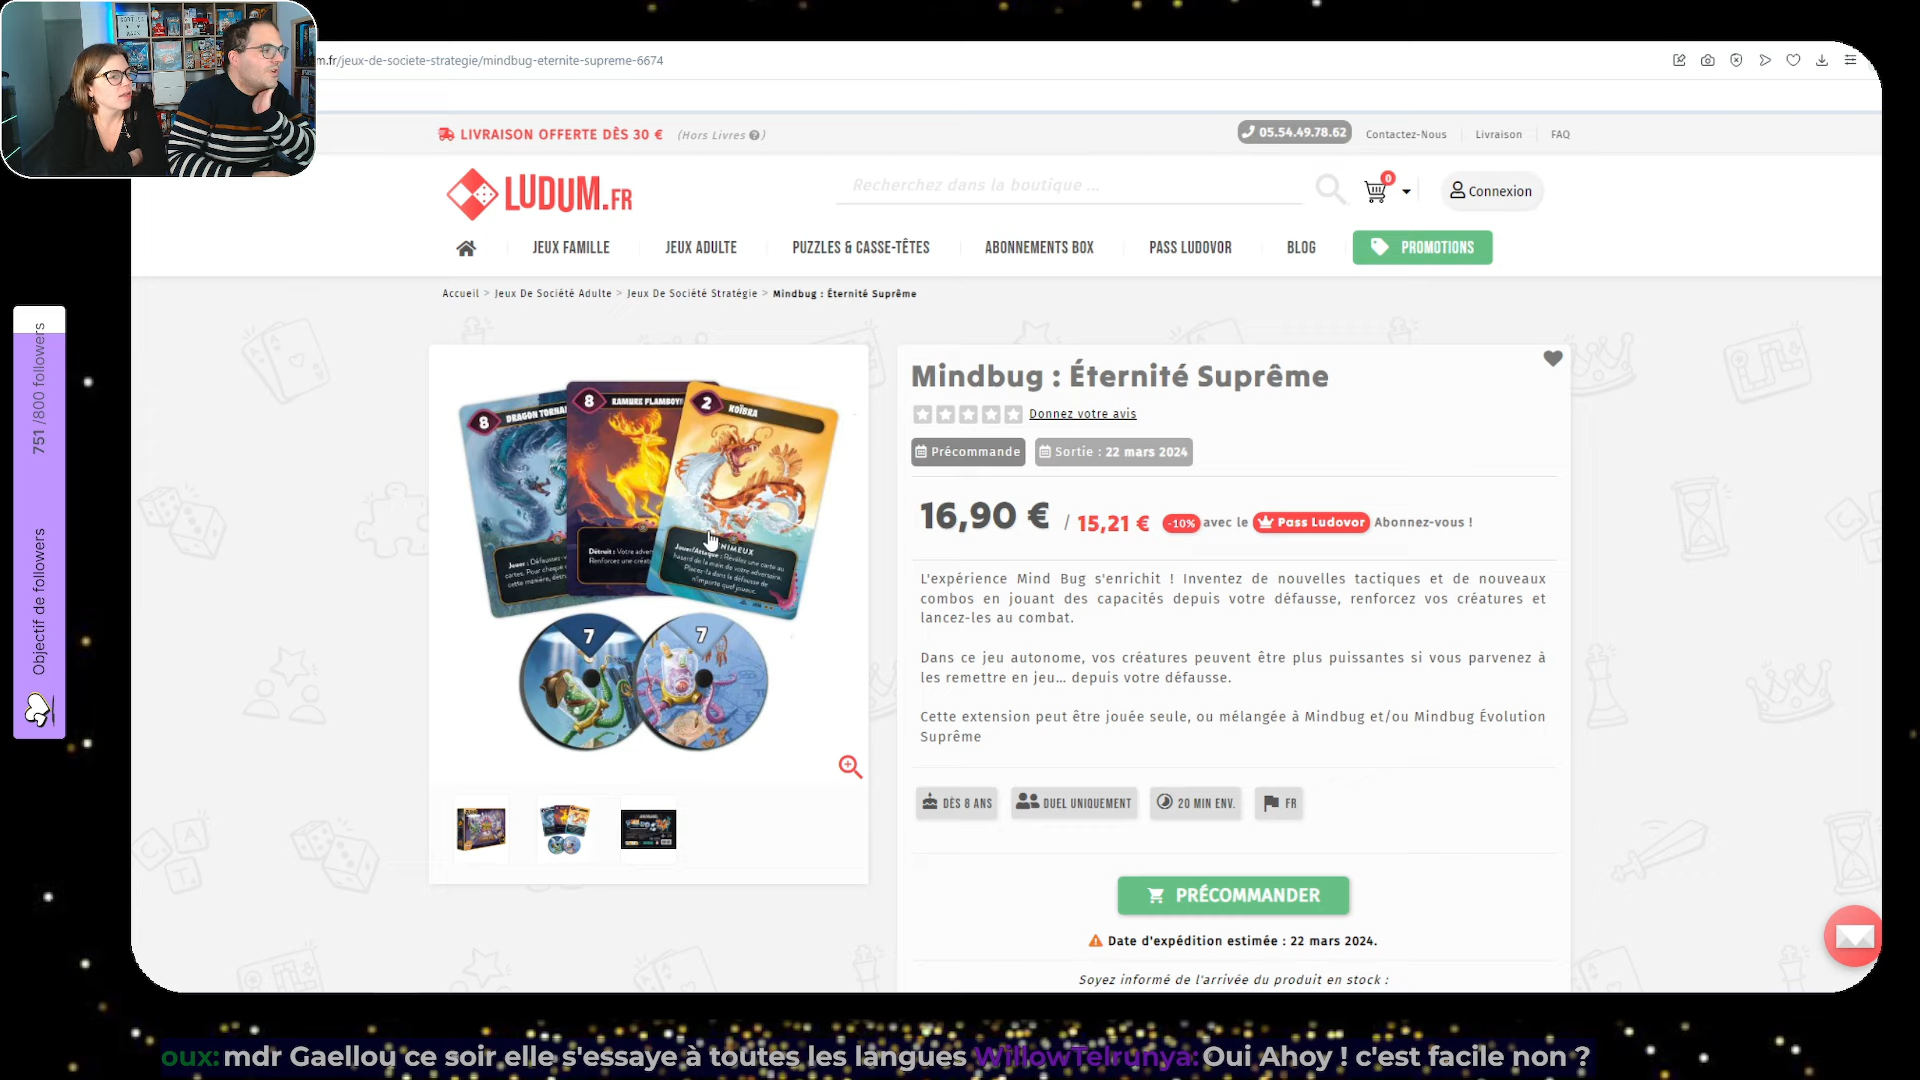 m.fr/jeux-de-societe-strategie/mindbug-eternite-supreme-6674
LIVRAISON OFFERTE DÈS 30 € (Hors Livres ?)
05.54.49.78.62
Contactez-Nous
Livraison
FAQ
LUDUM.FR
Recherchez dans la boutique ...
0
Connexion
JEUX FAMILLE
JEUX ADULTE
PUZZLES & CASSE-TÊTES
ABONNEMENTS BOX
PASS LUDOVOR
BLOG
PROMOTIONS
Accueil > Jeux De Société Adulte > Jeux De Société Stratégie > Mindbug : Éternité Suprême
751 /800 followers
Objectif de followers
8
8
RAMURE FLAMBOY
2
KOÏBRA
7
7
Mindbug : Éternité Suprême
Donnez votre avis
Précommande
Sortie : 22 mars 2024
16,90 € / 15,21 € -10% avec le Pass Ludovor Abonnez-vous !
L'expérience Mind Bug s'enrichit ! Inventez de nouvelles tactiques et de nouveaux
combos en jouant des capacités depuis votre défausse, renforcez vos créatures et
lancez-les au combat.
Dans ce jeu autonome, vos créatures peuvent être plus puissantes si vous parvenez à
les remettre en jeu... depuis votre défausse.
Cette extension peut être jouée seule, ou mélangée à Mindbug et/ou Mindbug Évolution
Suprême
DÈS 8 ANS
DUEL UNIQUEMENT
20 MIN ENV.
FR
PRÉCOMMANDER
Date d'expédition estimée : 22 mars 2024.
Soyez informé de l'arrivée du produit en stock :
oux: mdr Gaellou ce soir elle s'essaye à toutes les langues WillowTelrunya: Oui Ahoy ! c'est facile non ?